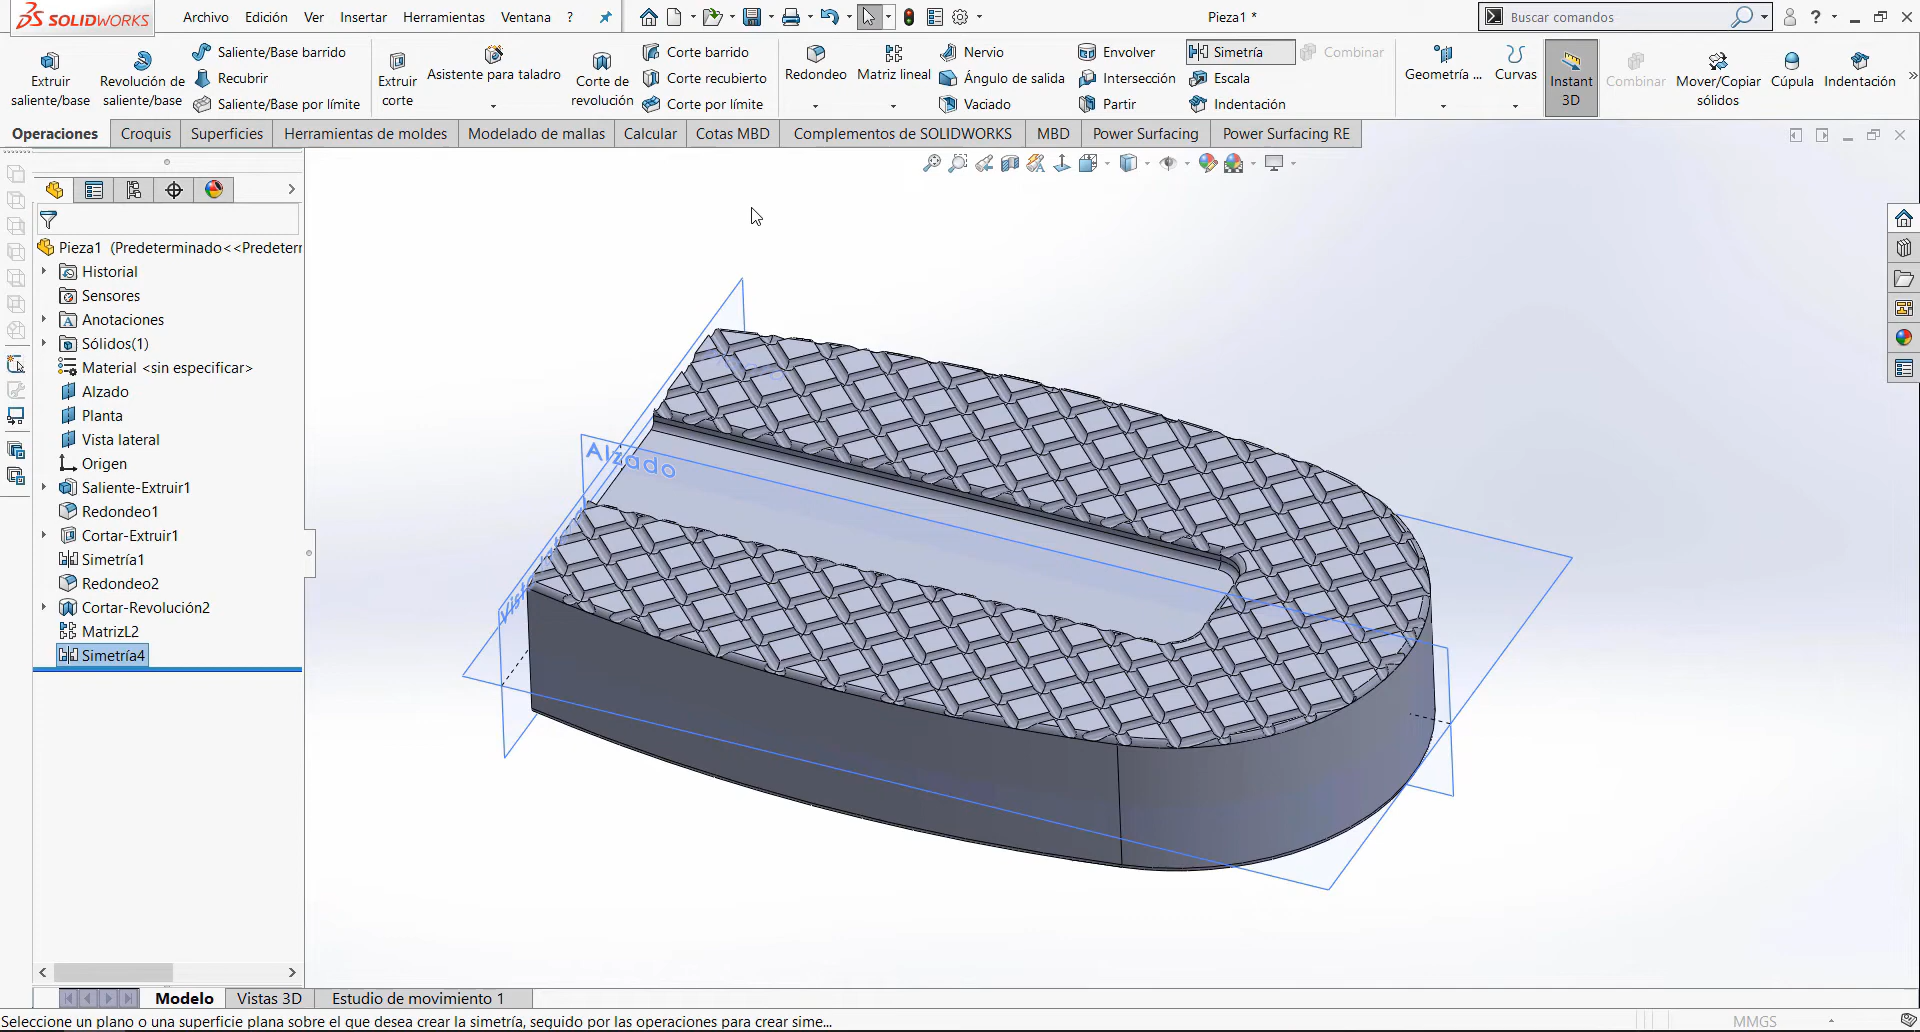 SOLIDWORKS Archivo Edición Ver Insertar Herramientas Ventana ? Pieza1 * Buscar comandos ?
Extruir saliente/base
Revolución de saliente/base
Saliente/Base barrido
Recubrir
Saliente/Base por límite
Extruir corte
Asistente para taladro
Corte de revolución
Corte barrido
Corte recubierto
Corte por límite
Redondeo
Matriz lineal
Nervio
Ángulo de salida
Vaciado
Envolver
Intersección
Partir
Simetría
Escala
Indentación
Combinar
Geometría ...
Curvas
Instant 3D
Combinar
Mover/Copiar sólidos
Cúpula
Indentación
Operaciones Croquis Superficies Herramientas de moldes Modelado de mallas Calcular Cotas MBD Complementos de SOLIDWORKS MBD Power Surfacing Power Surfacing RE
Pieza1 (Predeterminado<<Predeterr
Historial
Sensores
Anotaciones
Sólidos(1)
Material <sin especificar>
Alzado
Planta
Vista lateral
Origen
Saliente-Extruir1
Redondeo1
Cortar-Extruir1
Simetría1
Redondeo2
Cortar-Revolución2
MatrizL2
Simetría4
Alzado
Vista
Modelo Vistas 3D Estudio de movimiento 1
Seleccione un plano o una superficie plana sobre el que desea crear la simetría, seguido por las operaciones para crear sime... MMGS